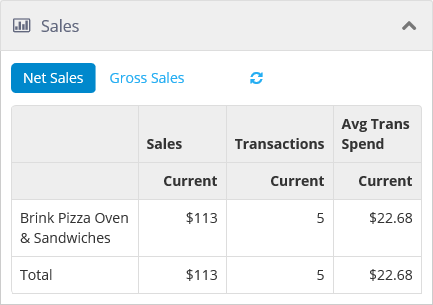 Sales
Net Sales Gross Sales
Avg Trans
Sales Transactions Spend
Current Current Current
Brink Pizza Oven $113 5 $22.68
& Sandwiches
Total $113 5 $22.68